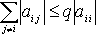 ∑_{j≠i} |a_{ij}| ≤ q|a_{ii}|